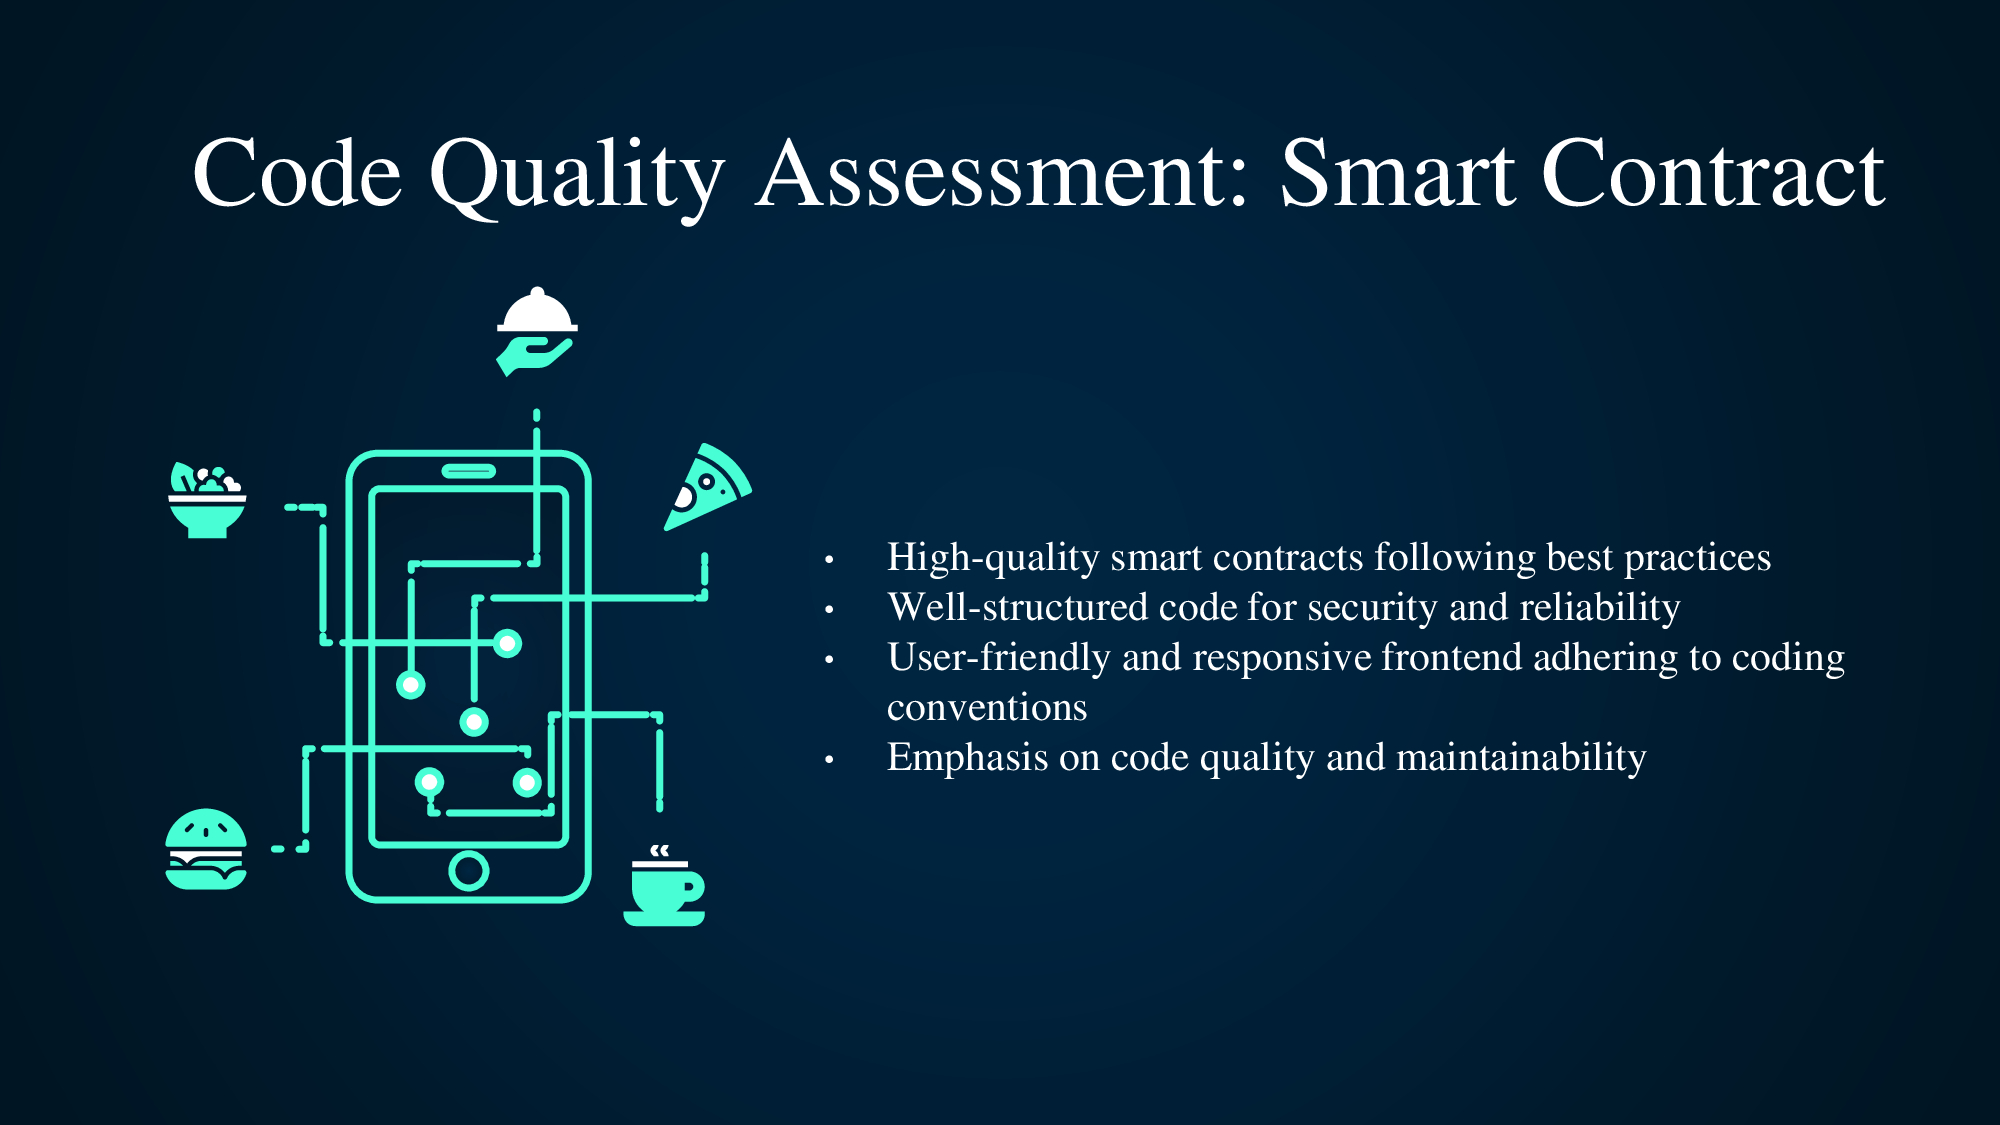 Code Quality Assessment: Smart Contract
• High-quality smart contracts following best practices
• Well-structured code for security and reliability
• User-friendly and responsive frontend adhering to coding
conventions
• Emphasis on code quality and maintainability